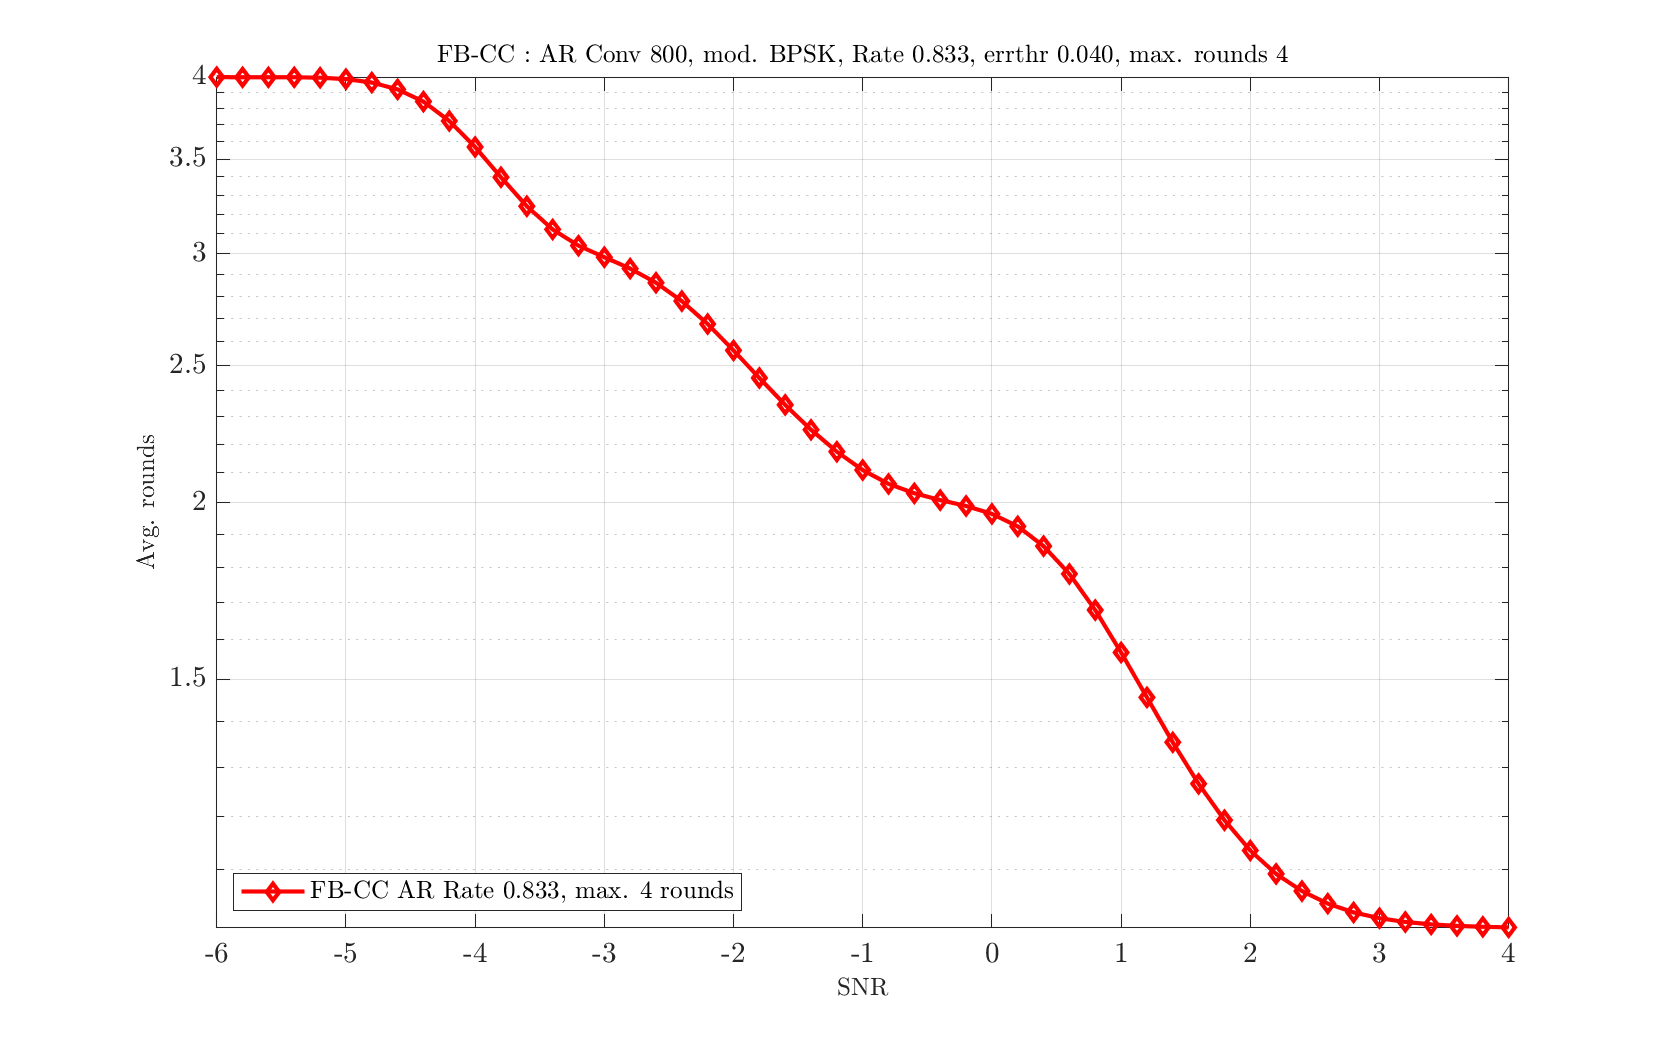 FB-CC : AR Conv 800, mod. BPSK, Rate 0.833, errthr 0.040, max. rounds 4
4
3.5
3
2.5
2
1.5
Avg. rounds
FB-CC AR Rate 0.833, max. 4 rounds
-6 -5 -4 -3 -2 -1 0 1 2 3 4
SNR